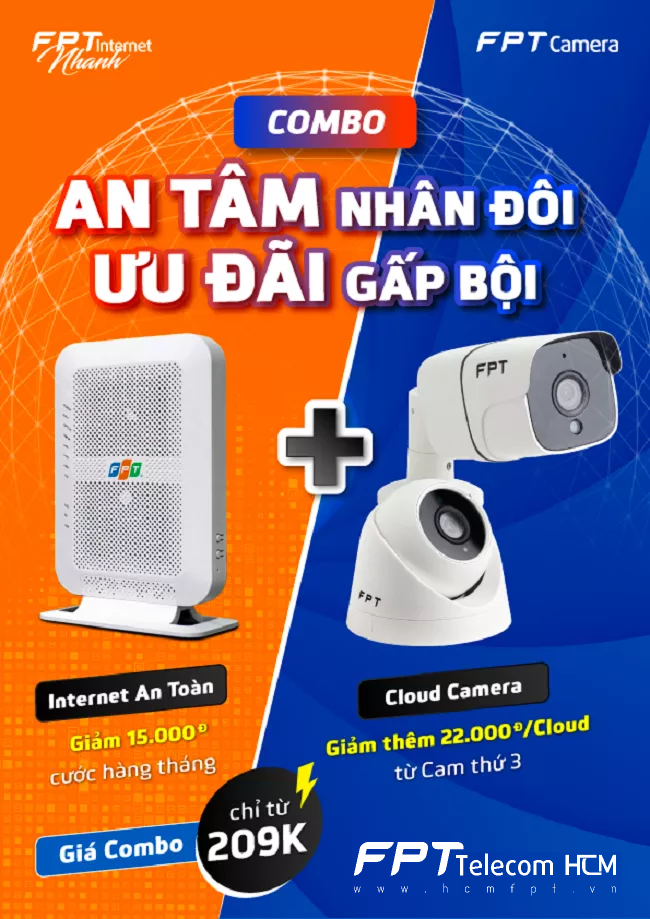 FPT Internet
Nhanh
FPT Camera
COMBO
AN TÂM NHÂN ĐÔI
ƯU ĐÃI GẤP BỘI
FPT
FPT
FPT
Internet An Toàn
Giảm 15.000Đ
cước hàng tháng
Cloud Camera
Giảm thêm 22.000Đ/Cloud
từ Cam thứ 3
Giá Combo
chỉ từ
209K
FPT Telecom HCM
www.hcmfpt.vn